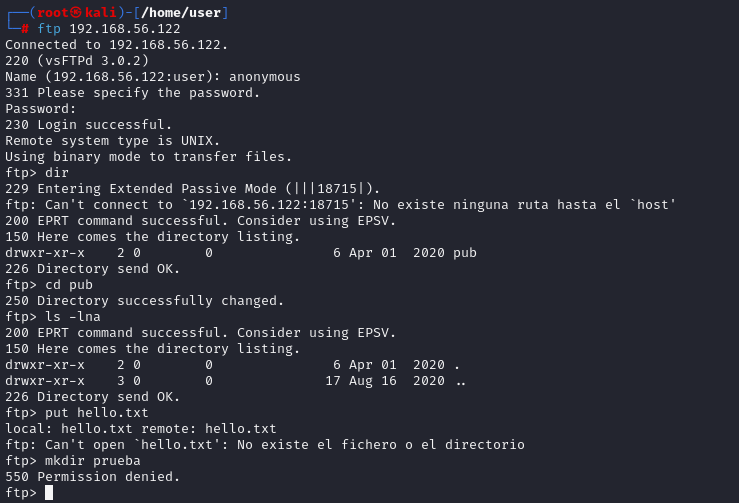 ┌──(root㉿kali)-[/home/user]
└─# ftp 192.168.56.122
Connected to 192.168.56.122.
220 (vsFTPd 3.0.2)
Name (192.168.56.122:user): anonymous
331 Please specify the password.
Password:
230 Login successful.
Remote system type is UNIX.
Using binary mode to transfer files.
ftp> dir
229 Entering Extended Passive Mode (|||18715|).
ftp: Can't connect to `192.168.56.122:18715': No existe ninguna ruta hasta el `host'
200 EPRT command successful. Consider using EPSV.
150 Here comes the directory listing.
drwxr-xr-x    2 0        0               6 Apr 01  2020 pub
226 Directory send OK.
ftp> cd pub
250 Directory successfully changed.
ftp> ls -lna
200 EPRT command successful. Consider using EPSV.
150 Here comes the directory listing.
drwxr-xr-x    2 0        0               6 Apr 01  2020 .
drwxr-xr-x    3 0        0              17 Aug 16  2020 ..
226 Directory send OK.
ftp> put hello.txt
local: hello.txt remote: hello.txt
ftp: Can't open `hello.txt': No existe el fichero o el directorio
ftp> mkdir prueba
550 Permission denied.
ftp>